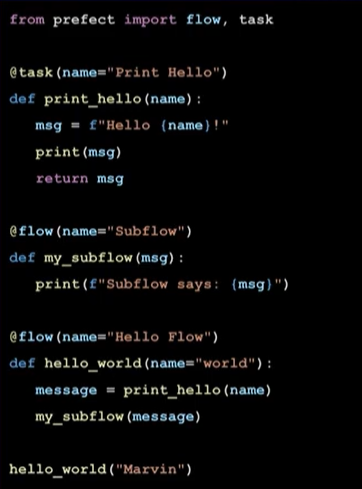 from prefect import flow, task
@task(name="Print Hello")
def print_hello(name):
msg = f"Hello {name}!"
print(msg)
return msg
@flow(name="Subflow")
def my_subflow(msg):
print(f"Subflow says: {msg}")
@flow(name="Hello Flow")
def hello_world(name="world"):
message = print_hello(name)
my_subflow(message)
hello_world("Marvin")